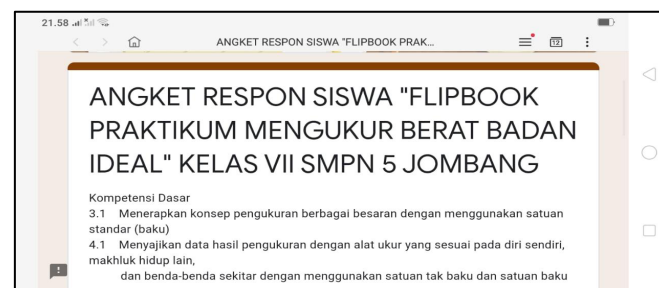 21.58
ANGKET RESPON SISWA "FLIPBOOK PRAK...
12
ANGKET RESPON SISWA "FLIPBOOK
PRAKTIKUM MENGUKUR BERAT BADAN
IDEAL" KELAS VII SMPN 5 JOMBANG
Kompetensi Dasar
3.1 Menerapkan konsep pengukuran berbagai besaran dengan menggunakan satuan
standar (baku)
4.1 Menyajikan data hasil pengukuran dengan alat ukur yang sesuai pada diri sendiri,
makhluk hidup lain,
dan benda-benda sekitar dengan menggunakan satuan tak baku dan satuan baku